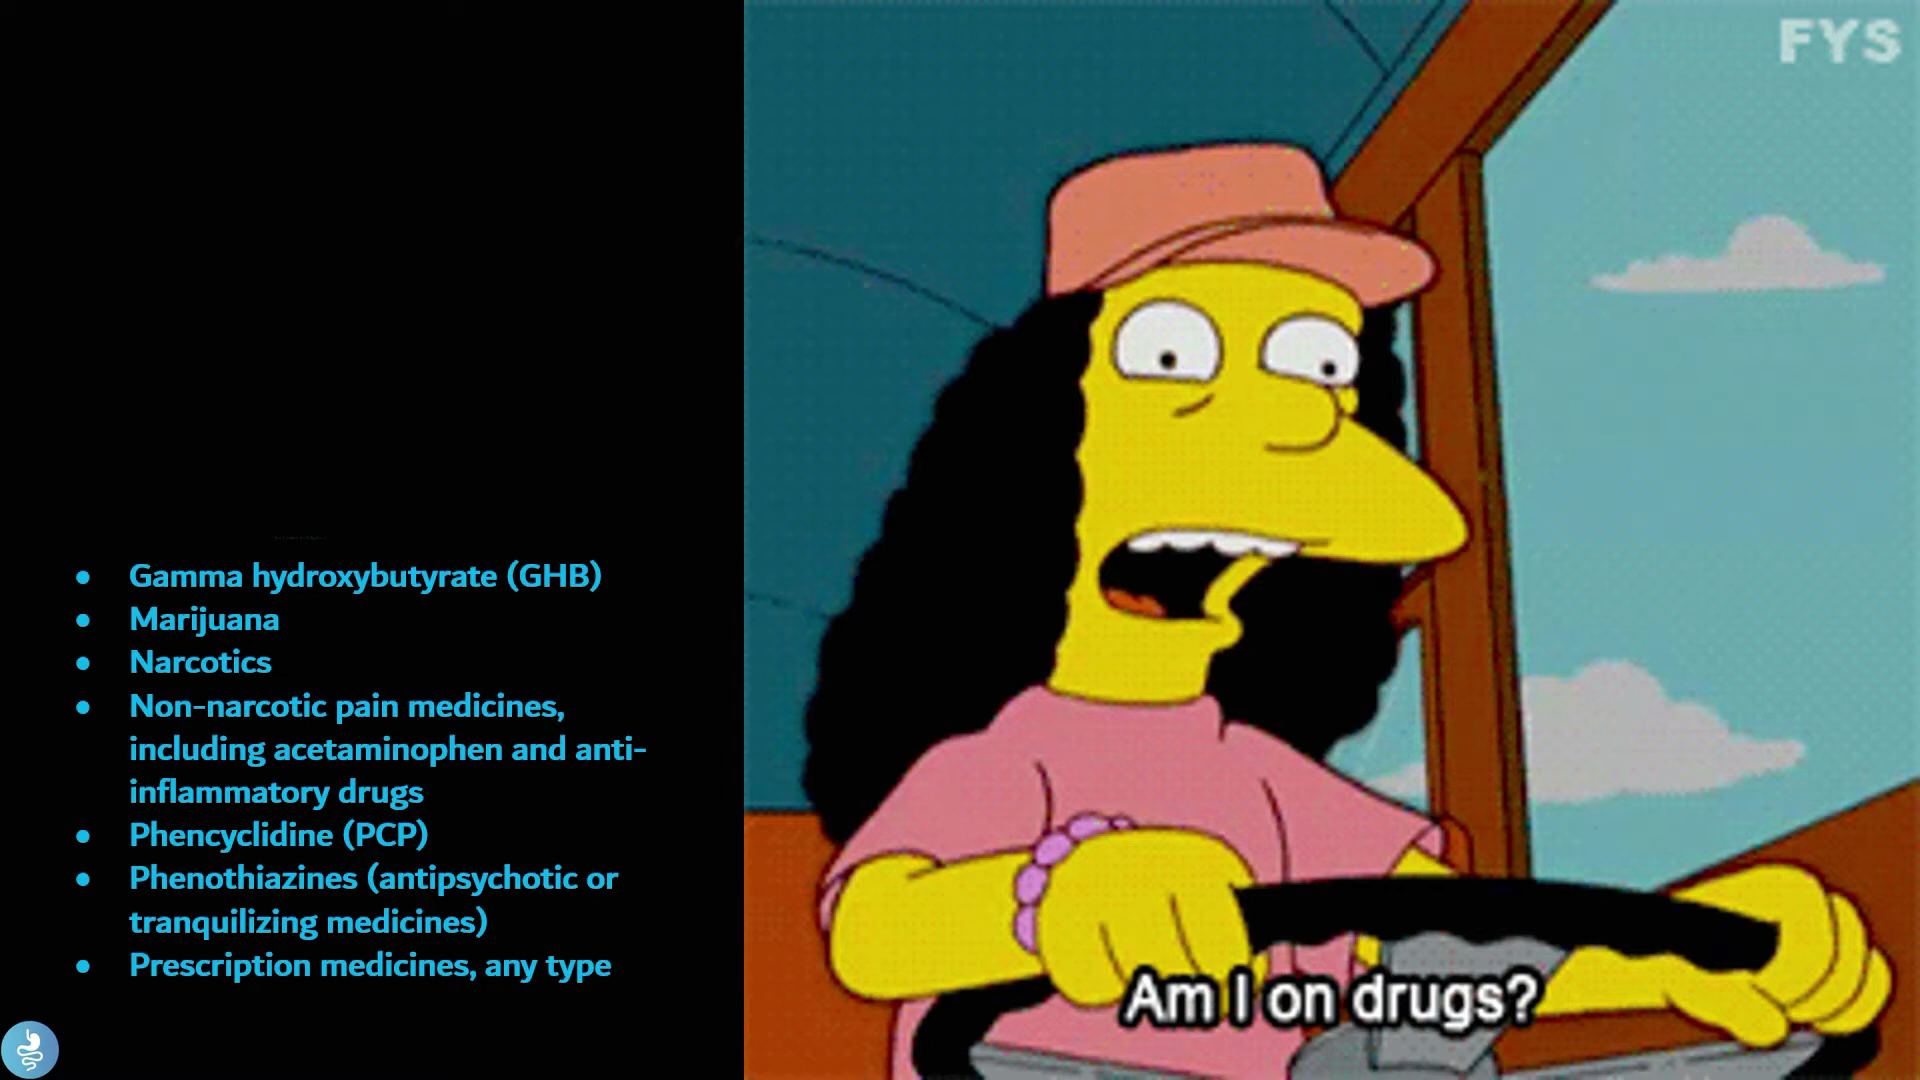 FYS
• Gamma hydroxybutyrate (GHB)
• Marijuana
• Narcotics
• Non-narcotic pain medicines,
including acetaminophen and anti-
inflammatory drugs
• Phencyclidine (PCP)
• Phenothiazines (antipsychotic or
tranquilizing medicines)
• Prescription medicines, any type
Am I on drugs?